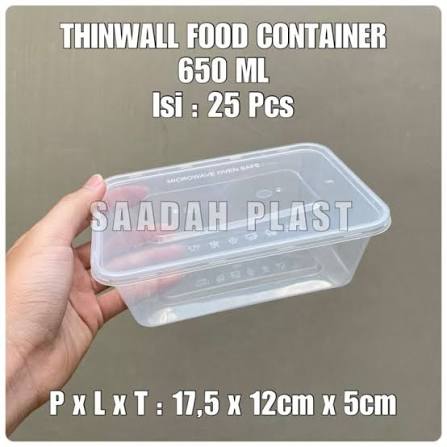 THINWALL FOOD CONTAINER
650 ML
Isi : 25 Pcs
MICROWAVE OVEN SAFE
SAADAH PLAST
P x L x T : 17,5 x 12cm x 5cm